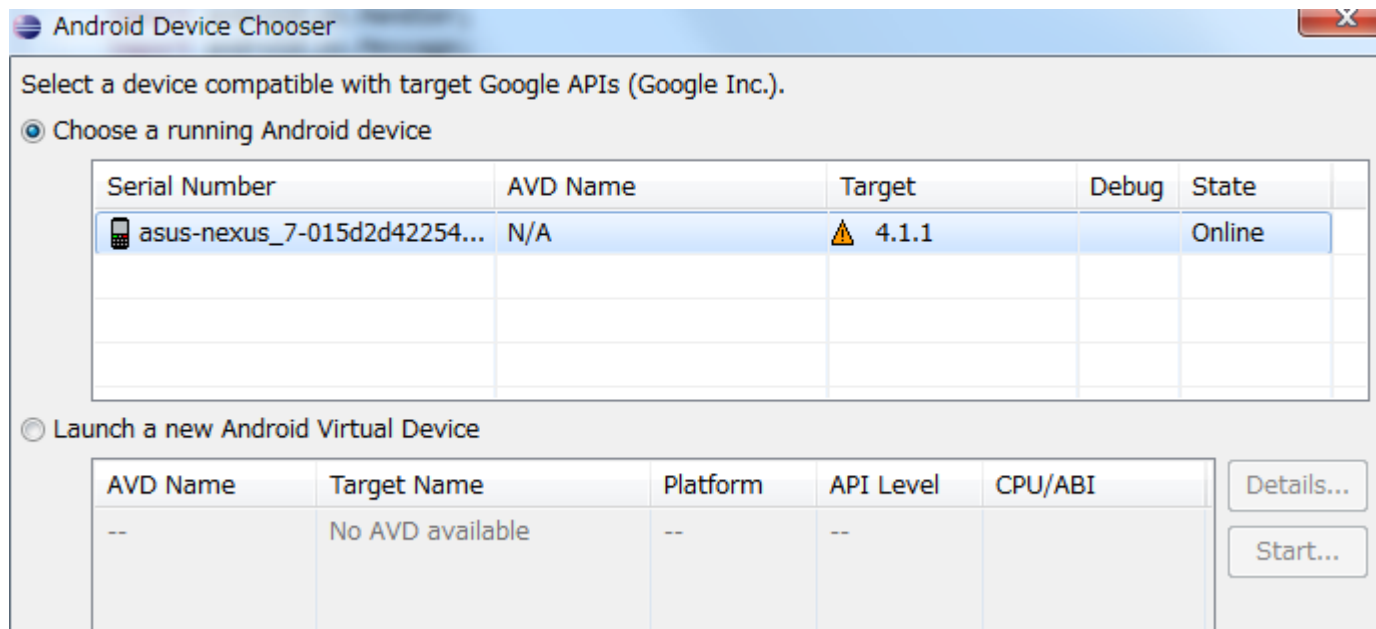 Android Device Chooser
Select a device compatible with target Google APIs (Google Inc.).
Choose a running Android device
Serial Number AVD Name Target Debug State
asus-nexus_7-015d2d42254... N/A 4.1.1 Online
Launch a new Android Virtual Device
AVD Name Target Name Platform API Level CPU/ABI Details...
-- No AVD available -- --
Start...